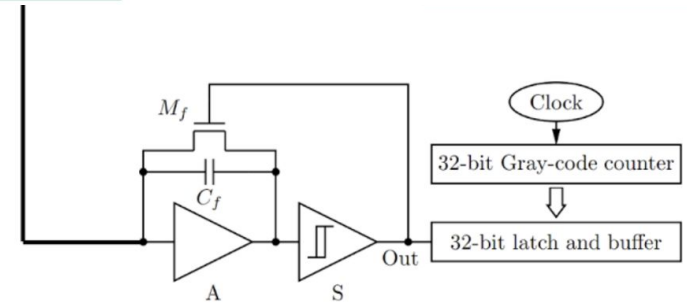 M_f
C_f
A
S
Out
Clock
32-bit Gray-code counter
32-bit latch and buffer